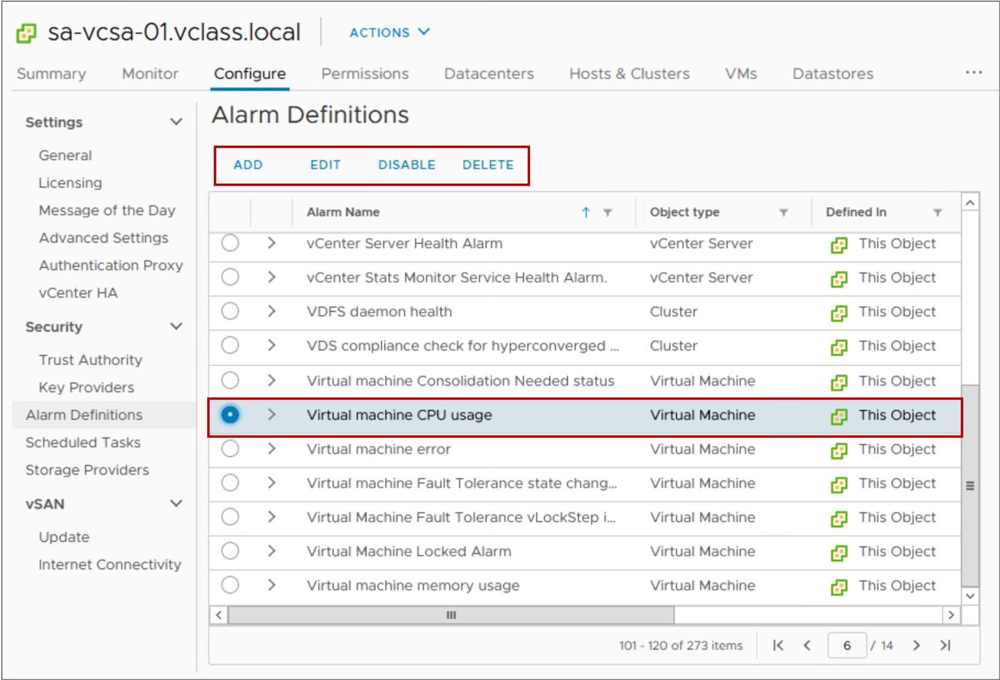 sa-vcsa-01.vclass.local ACTIONS
Summary Monitor Configure Permissions Datacenters Hosts & Clusters VMs Datastores ...
Settings
General
Licensing
Message of the Day
Advanced Settings
Authentication Proxy
vCenter HA
Security
Trust Authority
Key Providers
Alarm Definitions
Scheduled Tasks
Storage Providers
vSAN
Update
Internet Connectivity
Alarm Definitions
ADD EDIT DISABLE DELETE
Alarm Name Object type Defined In
vCenter Server Health Alarm vCenter Server This Object
vCenter Stats Monitor Service Health Alarm. vCenter Server This Object
VDFS daemon health Cluster This Object
VDS compliance check for hyperconverged ... Cluster This Object
Virtual machine Consolidation Needed status Virtual Machine This Object
Virtual machine CPU usage Virtual Machine This Object
Virtual machine error Virtual Machine This Object
Virtual machine Fault Tolerance state chang... Virtual Machine This Object
Virtual Machine Fault Tolerance vLockStep i... Virtual Machine This Object
Virtual Machine Locked Alarm Virtual Machine This Object
Virtual machine memory usage Virtual Machine This Object
101 - 120 of 273 items 6 / 14